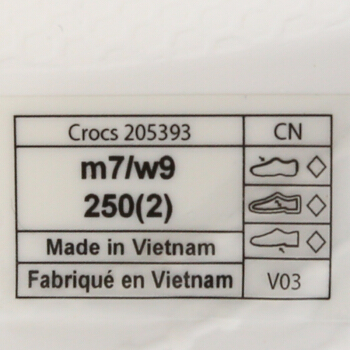 Crocs 205393 CN
m7/w9
250(2)
Made in Vietnam
Fabriqué en Vietnam V03